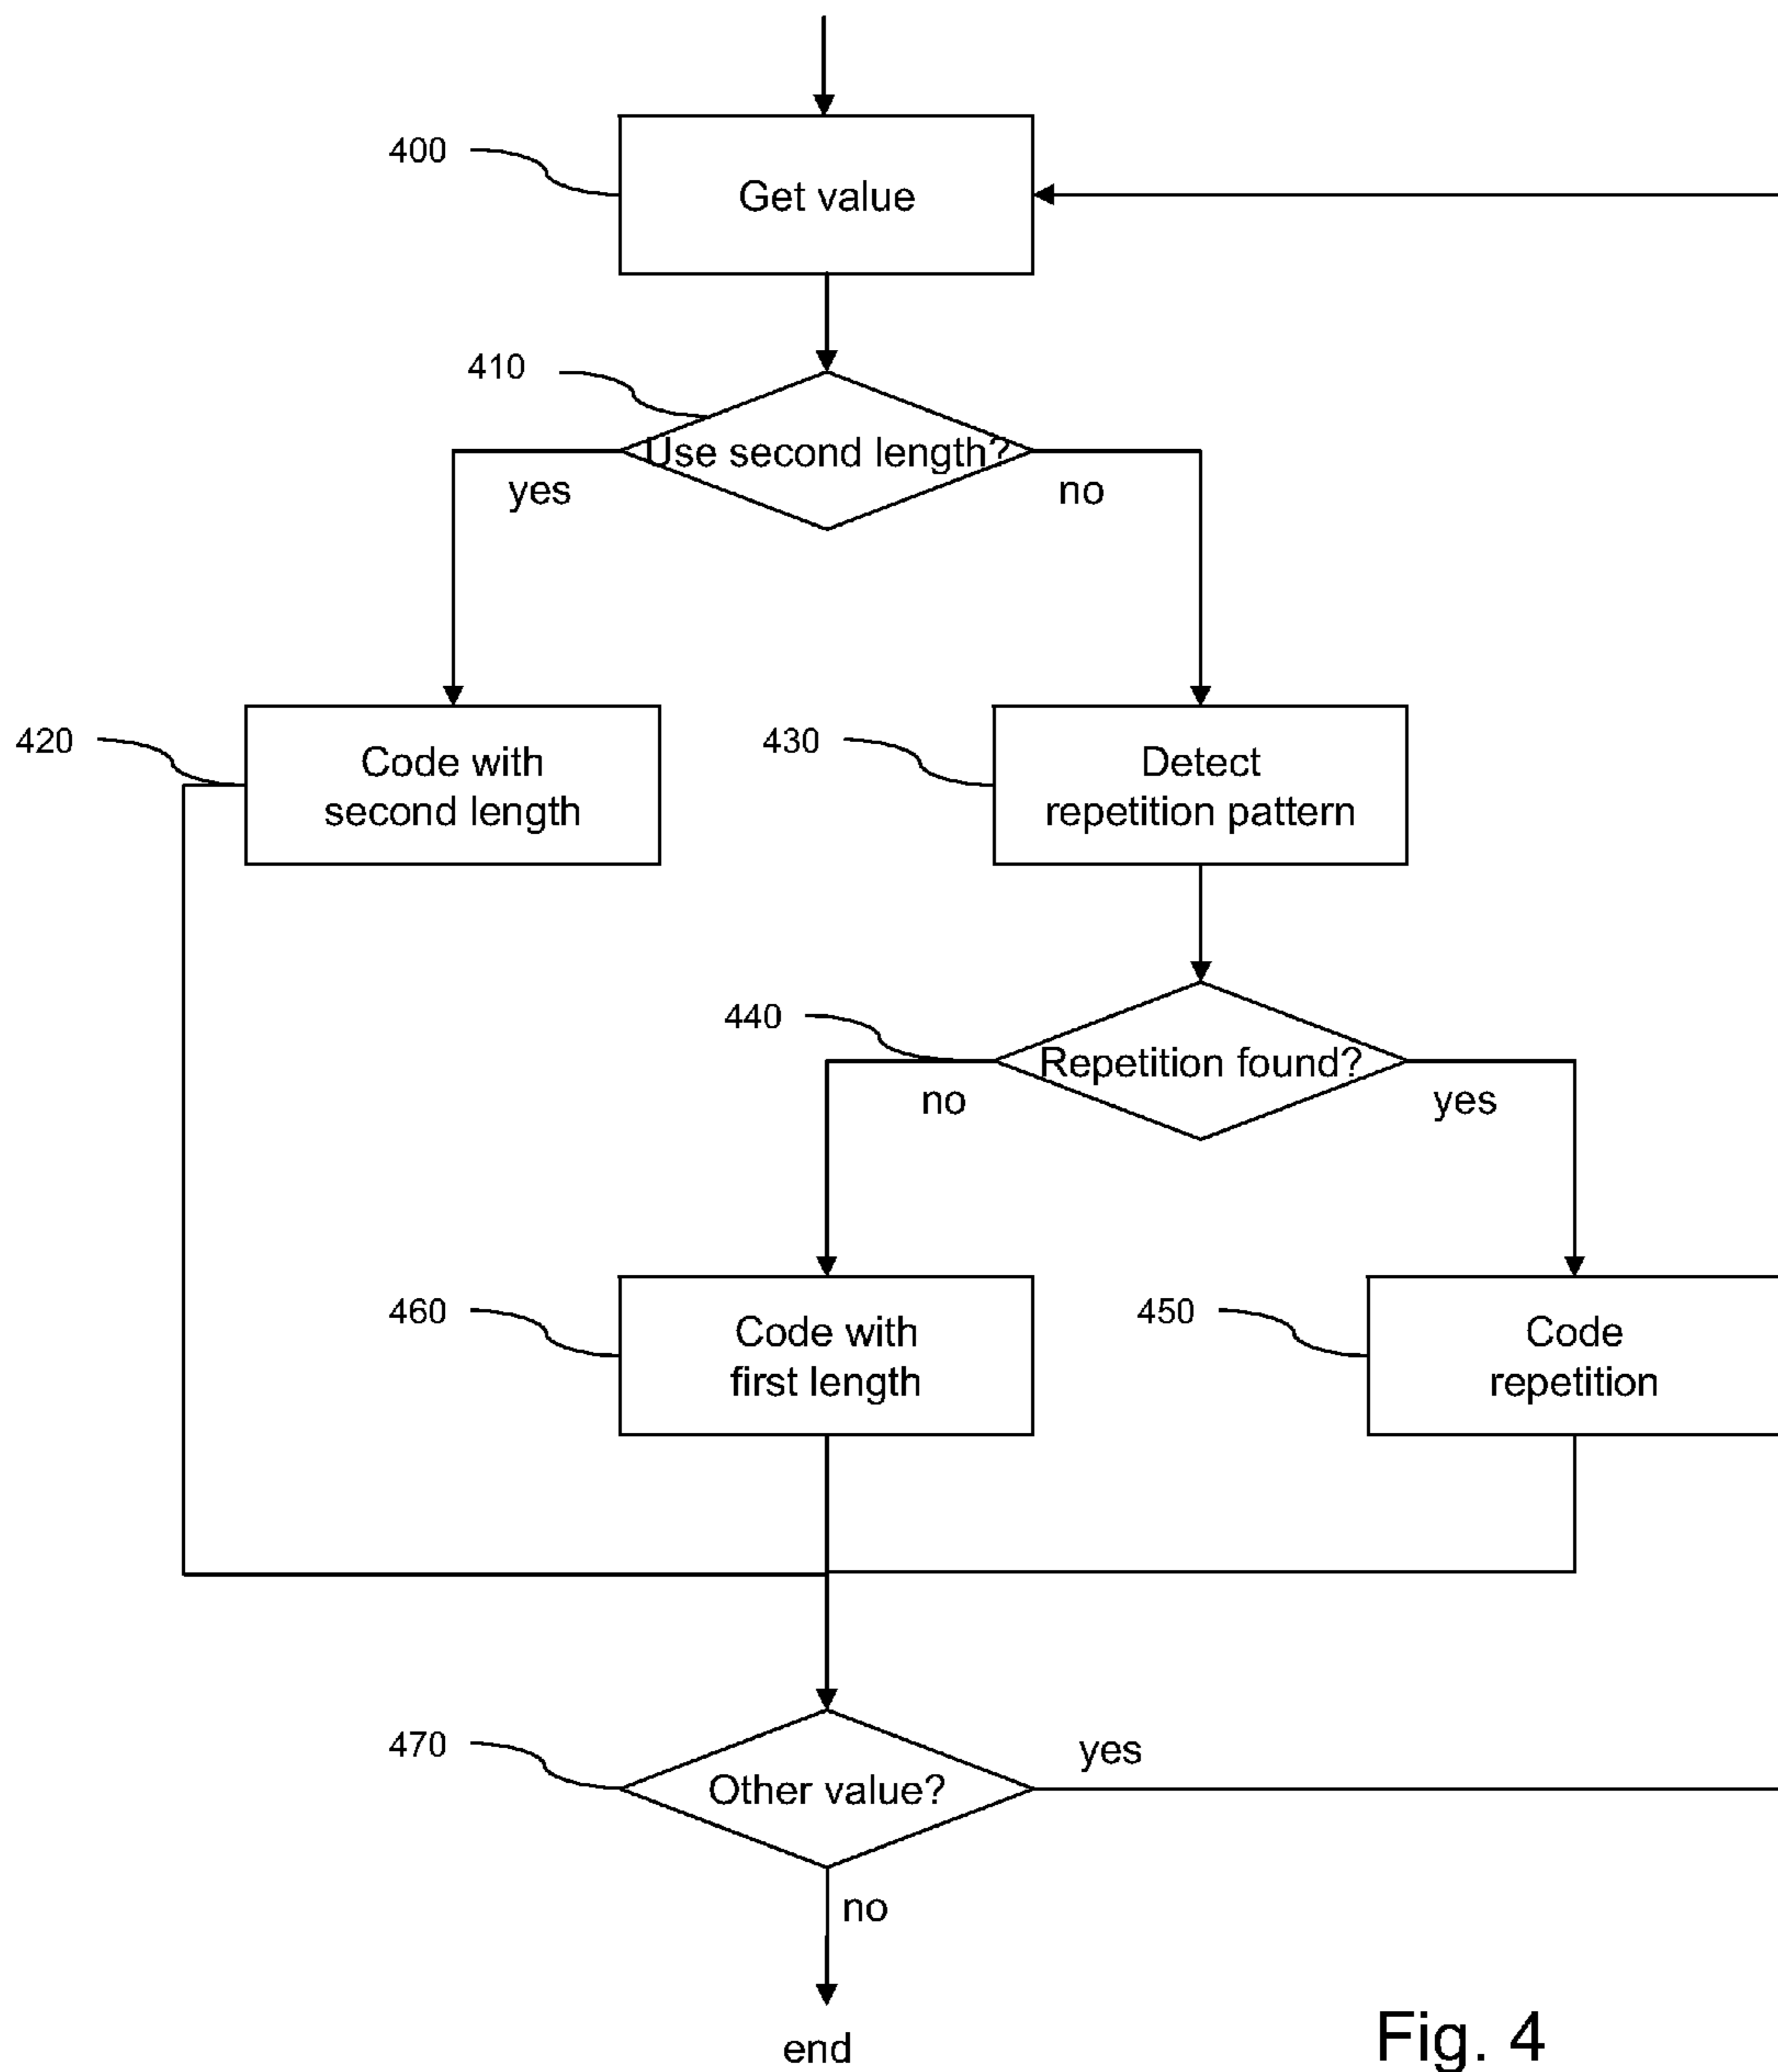 400
Get value
410
Use second length?
yes
no
420
Code with
second length
430
Detect
repetition pattern
440
Repetition found?
no
yes
460
Code with
first length
450
Code
repetition
470
Other value?
yes
no
end
Fig. 4